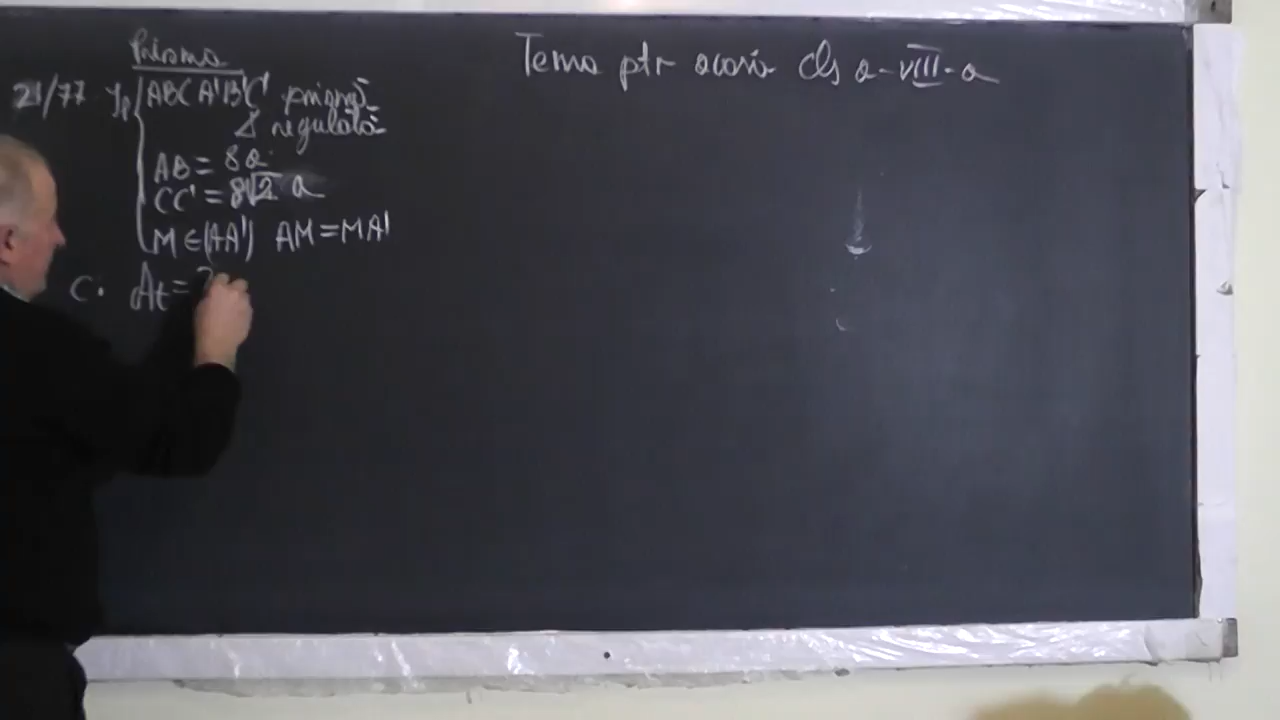 Prisma
Tema ptr acasă cls a-VIII-a
21/77 Ip ABCA'B'C' prismă
Δ regulată
AB = 8a
CC' = 8√2 a
M ∈ (AA') AM = MA'
C. At = ?